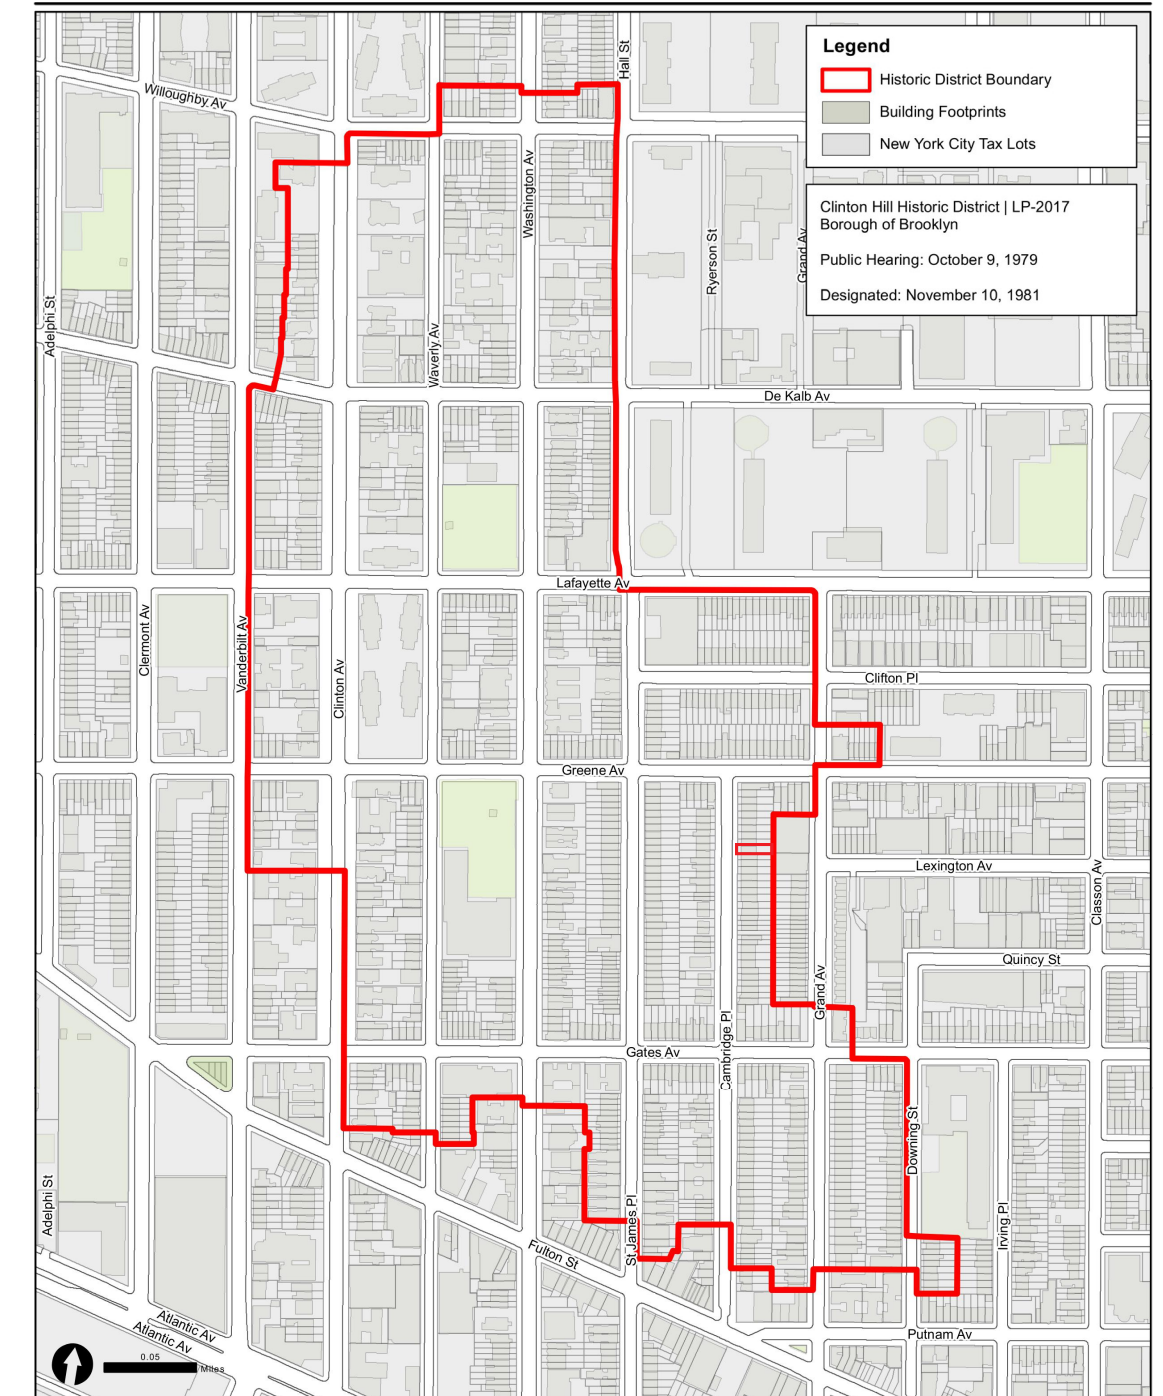 Legend
Historic District Boundary
Building Footprints
New York City Tax Lots
Clinton Hill Historic District | LP-2017
Borough of Brooklyn
Public Hearing: October 9, 1979
Designated: November 10, 1981
Hall St
Willoughby Av
Washington Av
Ryerson St
Grand Av
Adelphi St
Waverly Av
De Kalb Av
Lafayette Av
Clermont Av
Vanderbilt Av
Clinton Av
Clifton Pl
Greene Av
Lexington Av
Classon Av
Quincy St
Grand Av
Cambridge Pl
Gates Av
Downing St
Adelphi St
St James Pl
Irving Pl
Fulton St
Atlantic Av
Atlantic Av
Putnam Av
0.05
Miles